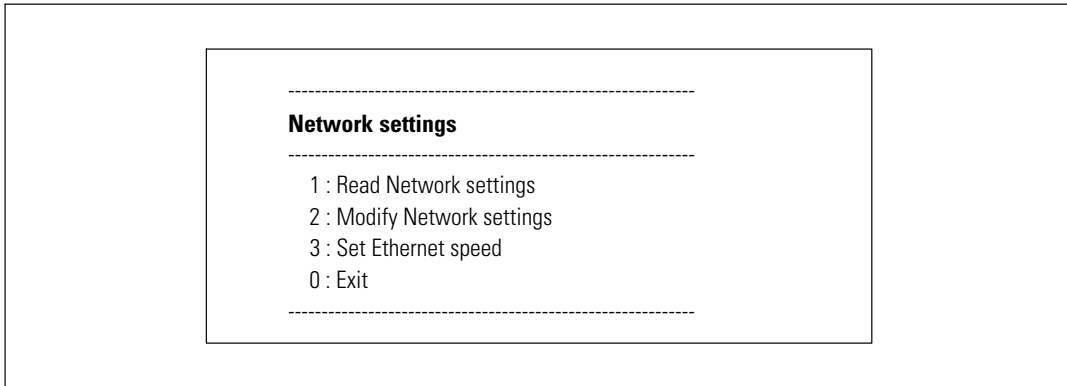 ------------------------------------------------------------
Network settings
------------------------------------------------------------
1 : Read Network settings
2 : Modify Network settings
3 : Set Ethernet speed
0 : Exit
------------------------------------------------------------